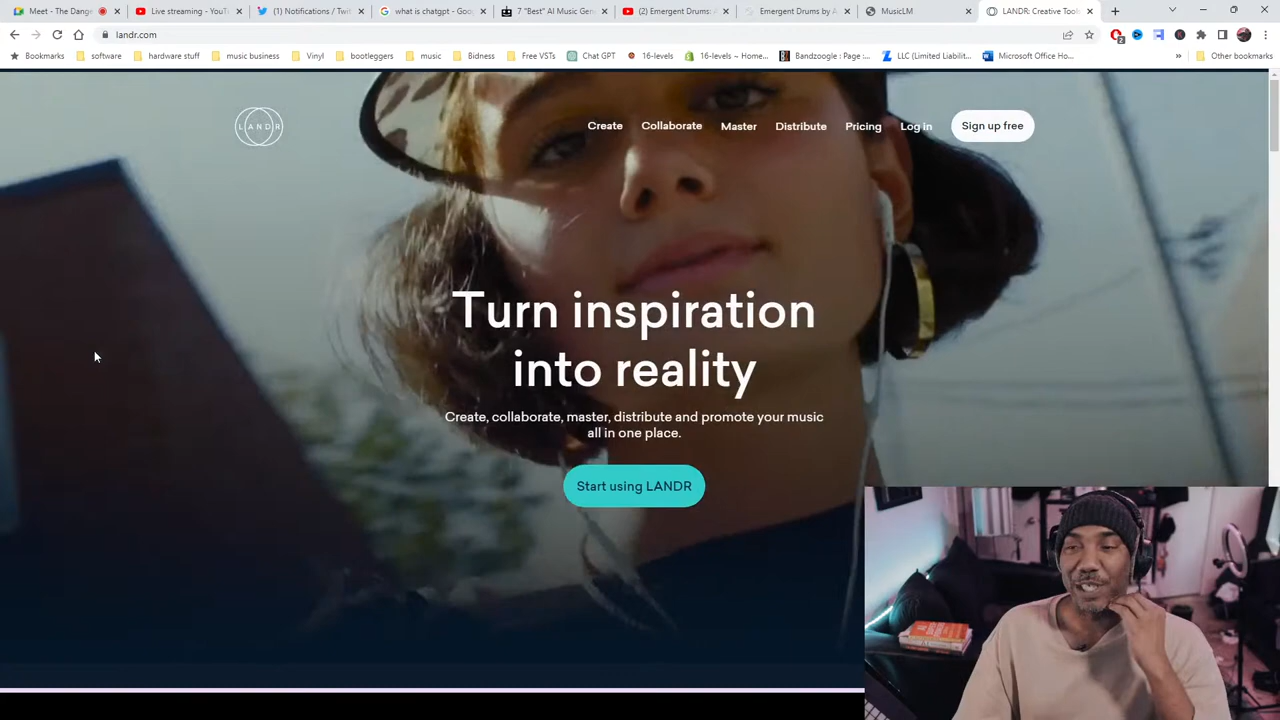 Meet - The Dange
Live streaming - YouTu
(1) Notifications / Twitt
what is chatgpt - Goo
7 "Best" AI Music Gen
(2) Emergent Drums: A
Emergent Drums by A
MusicLM
LANDR: Creative Tools
landr.com
2
Bookmarks
software
hardware stuff
music business
Vinyl
bootleggers
music
Bidness
Free VSTs
Chat GPT
16-levels
16-levels – Home...
Bandzoogle : Page :...
LLC (Limited Liabilit...
Microsoft Office Ho...
»
Other bookmarks
LANDR
Create
Collaborate
Master
Distribute
Pricing
Log in
Sign up free
Turn inspiration
into reality
Create, collaborate, master, distribute and promote your music
all in one place.
Start using LANDR